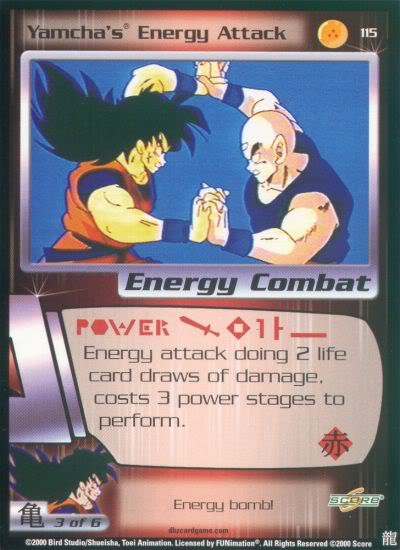 Yamcha's® Energy Attack 115
Energy Combat
POWER
Energy attack doing 2 life
card draws of damage,
costs 3 power stages to
perform.
赤
亀 3 of 6
Energy bomb!
SCORE
dbzcardgame.com
©2000 Bird Studio/Shueisha, Toei Animation. Licensed by FUNimation®. All Rights Reserved ©2000 Score
龍